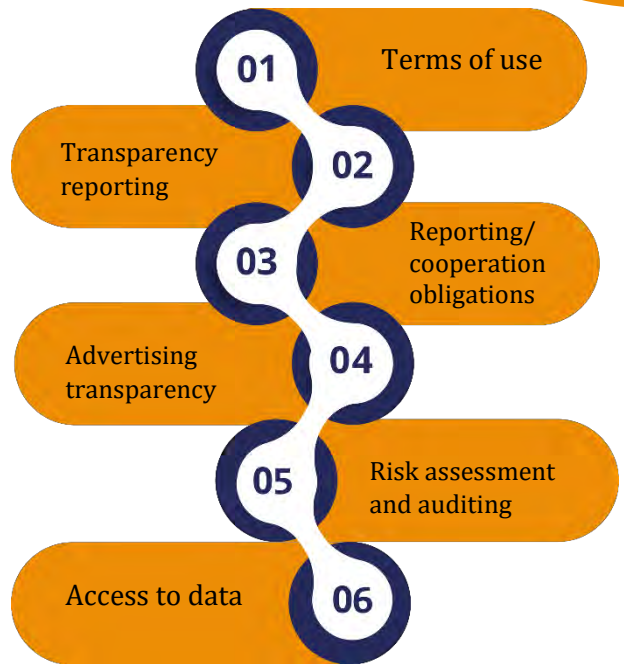 01
Terms of use
Transparency
reporting
02
03
Reporting/
cooperation
obligations
Advertising
transparency
04
05
Risk assessment
and auditing
Access to data
06